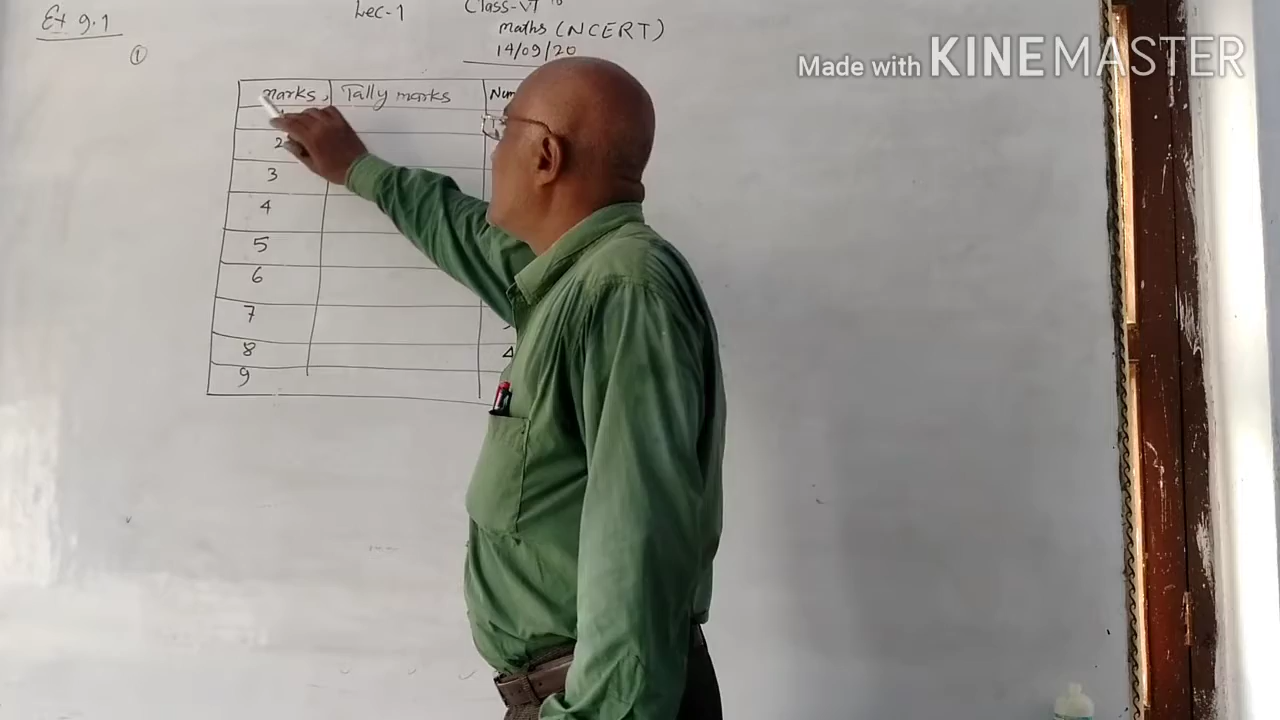 Ex 9.1
Lec-1
Class-VI
maths (NCERT)
14/09/20
①
marks, Tally marks
2
3
4
5
6
7
8
9
Made with KINEMASTER